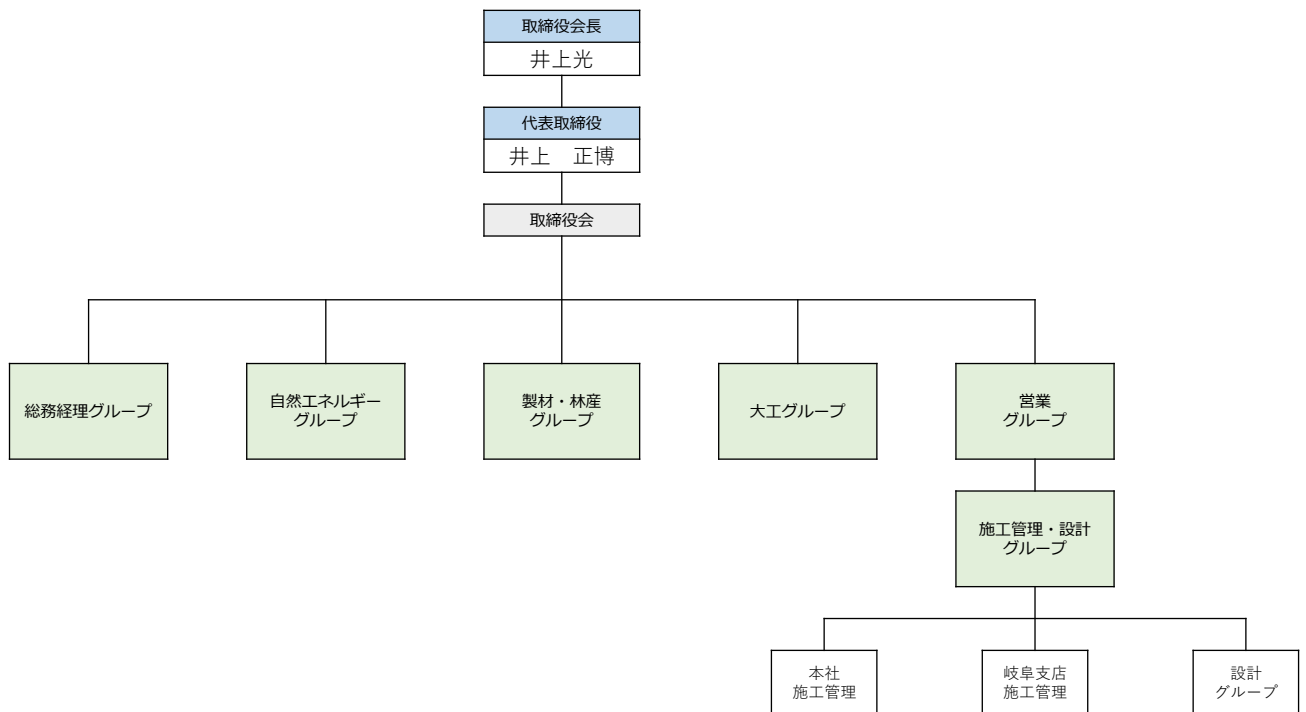 取締役会長
井上光
代表取締役
井上　正博
取締役会
総務経理グループ
自然エネルギー
グループ
製材・林産
グループ
大工グループ
営業
グループ
施工管理・設計
グループ
本社
施工管理
岐阜支店
施工管理
設計
グループ